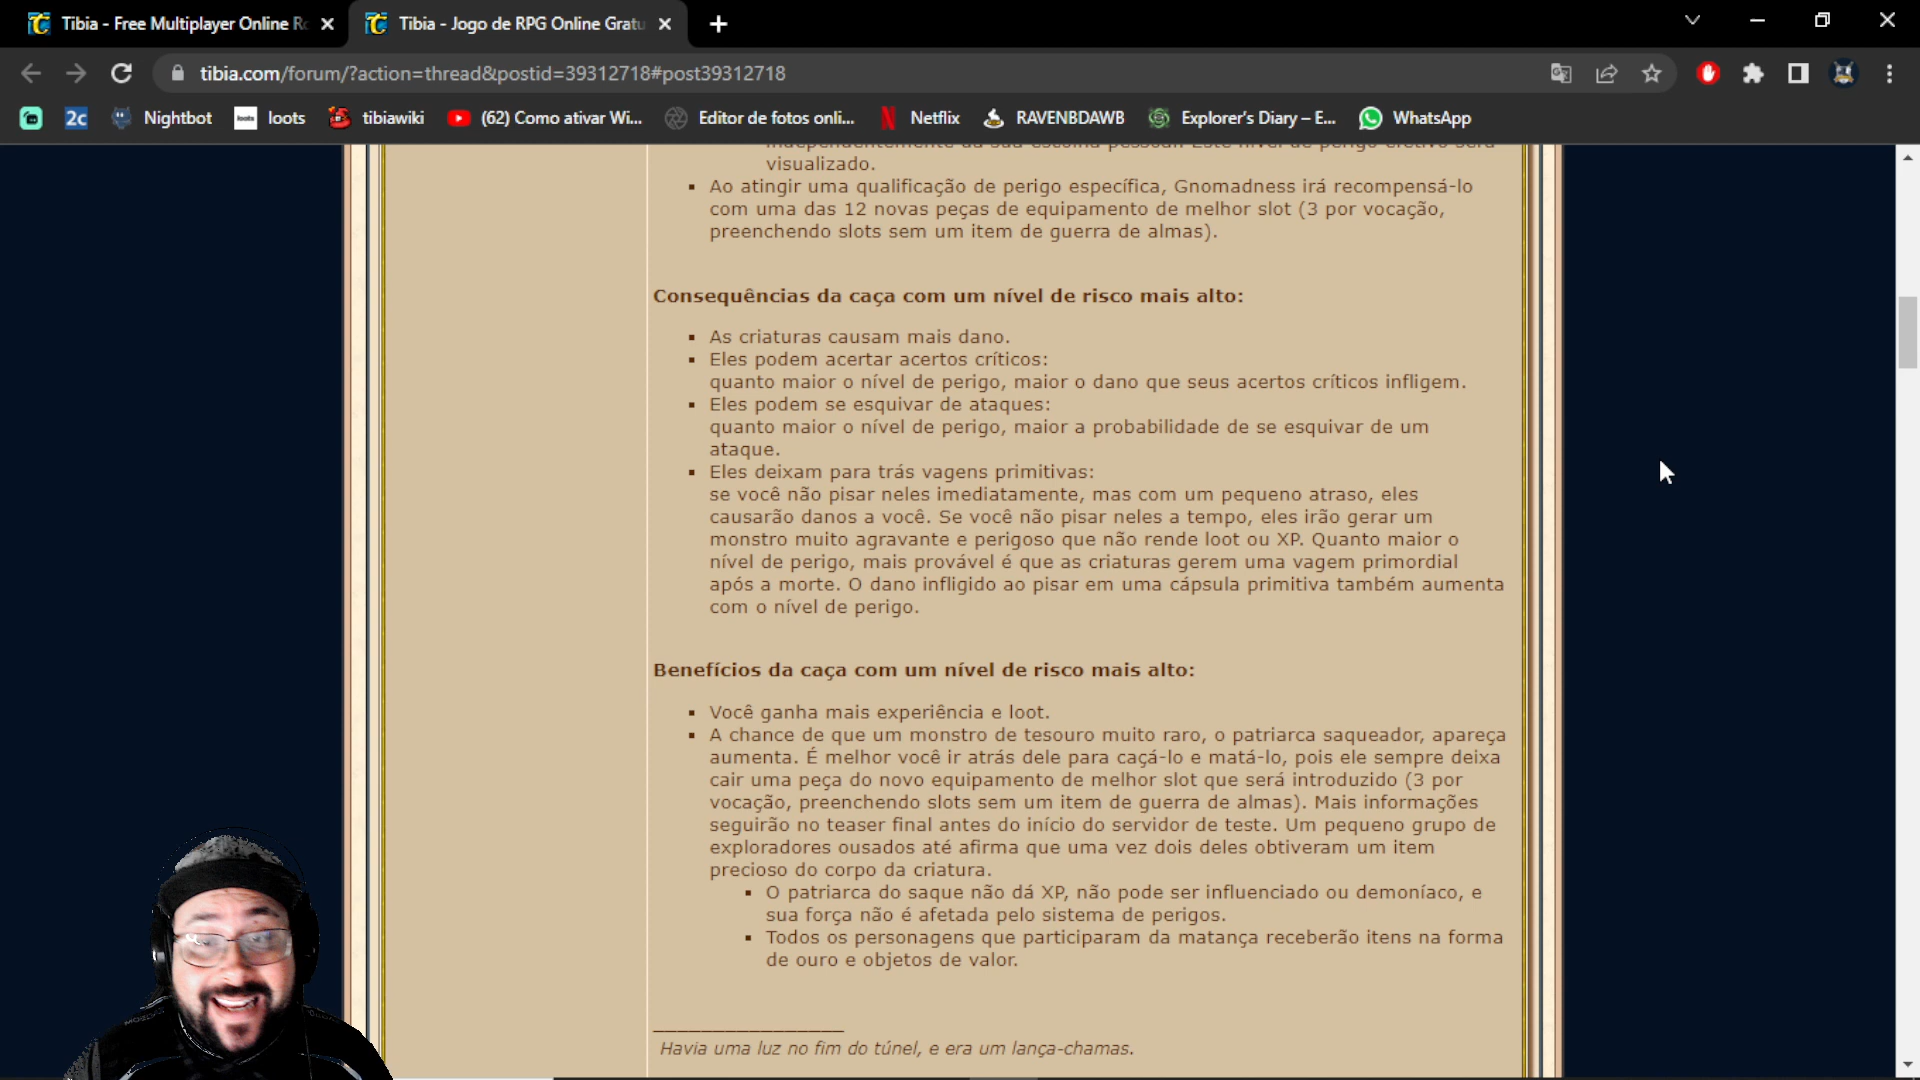 Tibia - Free Multiplayer Online Ro
Tibia - Jogo de RPG Online Gratu
tibia.com/forum/?action=thread&postid=39312718#post39312718
2c
Nightbot
loots
loots
tibiawiki
(62) Como ativar Wi...
Editor de fotos onli...
Netflix
RAVENBDAWB
Explorer's Diary – E...
WhatsApp
independentemente da sua escolha pessoal. Este nível de perigo efetivo será
visualizado.
Ao atingir uma qualificação de perigo específica, Gnomadness irá recompensá-lo
com uma das 12 novas peças de equipamento de melhor slot (3 por vocação,
preenchendo slots sem um item de guerra de almas).
Consequências da caça com um nível de risco mais alto:
As criaturas causam mais dano.
Eles podem acertar acertos críticos:
quanto maior o nível de perigo, maior o dano que seus acertos críticos infligem.
Eles podem se esquivar de ataques:
quanto maior o nível de perigo, maior a probabilidade de se esquivar de um
ataque.
Eles deixam para trás vagens primitivas:
se você não pisar neles imediatamente, mas com um pequeno atraso, eles
causarão danos a você. Se você não pisar neles a tempo, eles irão gerar um
monstro muito agravante e perigoso que não rende loot ou XP. Quanto maior o
nível de perigo, mais provável é que as criaturas gerem uma vagem primordial
após a morte. O dano infligido ao pisar em uma cápsula primitiva também aumenta
com o nível de perigo.
Benefícios da caça com um nível de risco mais alto:
Você ganha mais experiência e loot.
A chance de que um monstro de tesouro muito raro, o patriarca saqueador, apareça
aumenta. É melhor você ir atrás dele para caçá-lo e matá-lo, pois ele sempre deixa
cair uma peça do novo equipamento de melhor slot que será introduzido (3 por
vocação, preenchendo slots sem um item de guerra de almas). Mais informações
seguirão no teaser final antes do início do servidor de teste. Um pequeno grupo de
exploradores ousados até afirma que uma vez dois deles obtiveram um item
precioso do corpo da criatura.
O patriarca do saque não dá XP, não pode ser influenciado ou demoníaco, e
sua força não é afetada pelo sistema de perigos.
Todos os personagens que participaram da matança receberão itens na forma
de ouro e objetos de valor.
Havia uma luz no fim do túnel, e era um lança-chamas.